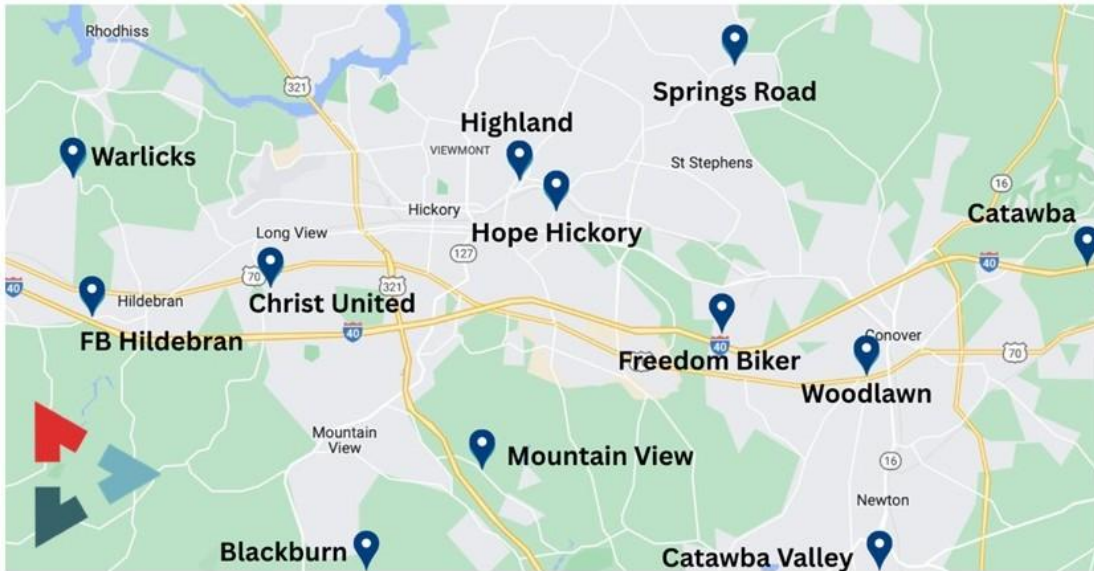 Rhodhiss
321
Springs Road
Highland
VIEWMONT
Warlicks
St Stephens
16
Hickory
Catawba
Long View
Hope Hickory
127
70
40
321
40
Hildebran
Christ United
40
FB Hildebran
40
Conover
Freedom Biker
70
Woodlawn
Mountain
View
Mountain View
16
16
Newton
Blackburn
Catawba Valley